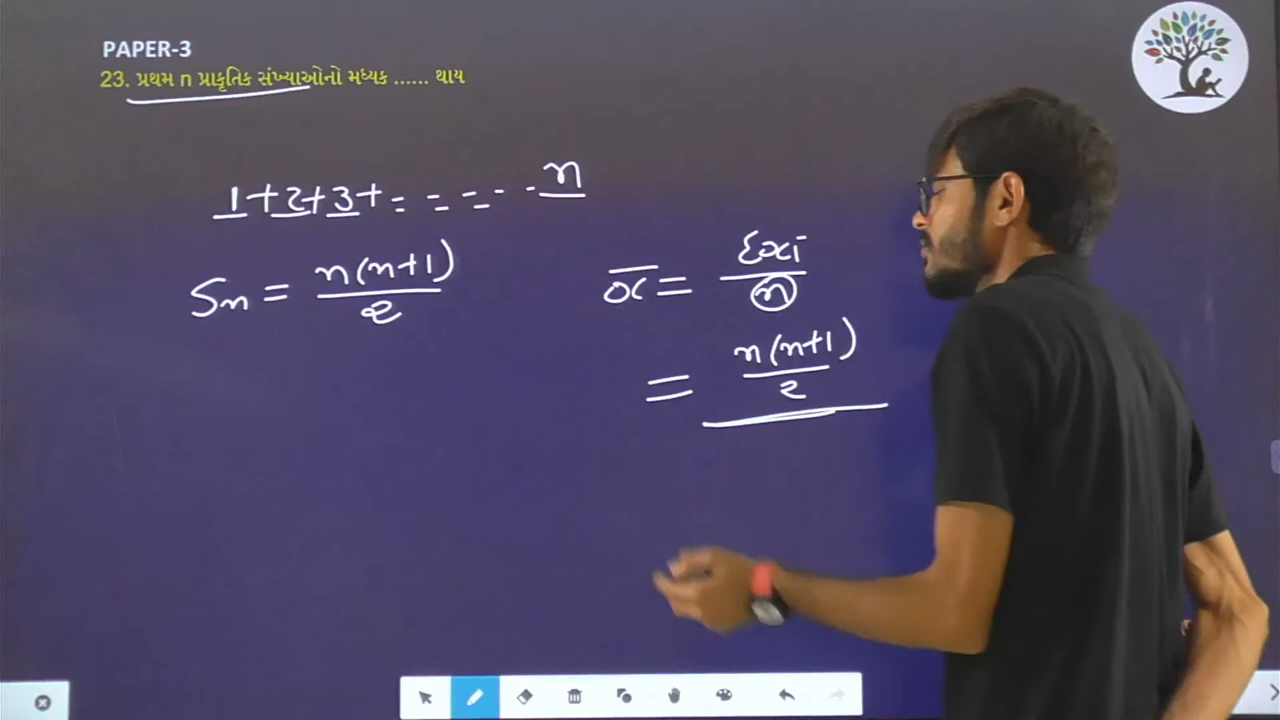 PAPER-3
23. પ્રથમ n પ્રાકૃતિક સંખ્યાઓનો મધ્યક ...... થાય
1+2+3+ - - - - n
Sn = n(n+1)/2
x̄ = Σxi/n
= n(n+1)/2